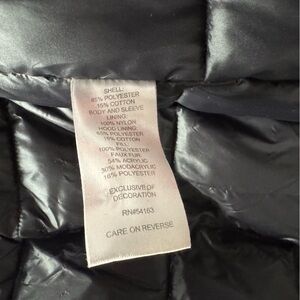 SHELL:
85% POLYESTER
15% COTTON
BODY AND SLEEVE
LINING:
100% NYLON
HOOD LINING:
85% POLYESTER
15% COTTON
FILL:
100% POLYESTER
FAUX FUR:
54% ACRYLIC
30% MODACRYLIC
16% POLYESTER
EXCLUSIVE OF
DECORATION
RN#54163
CARE ON REVERSE